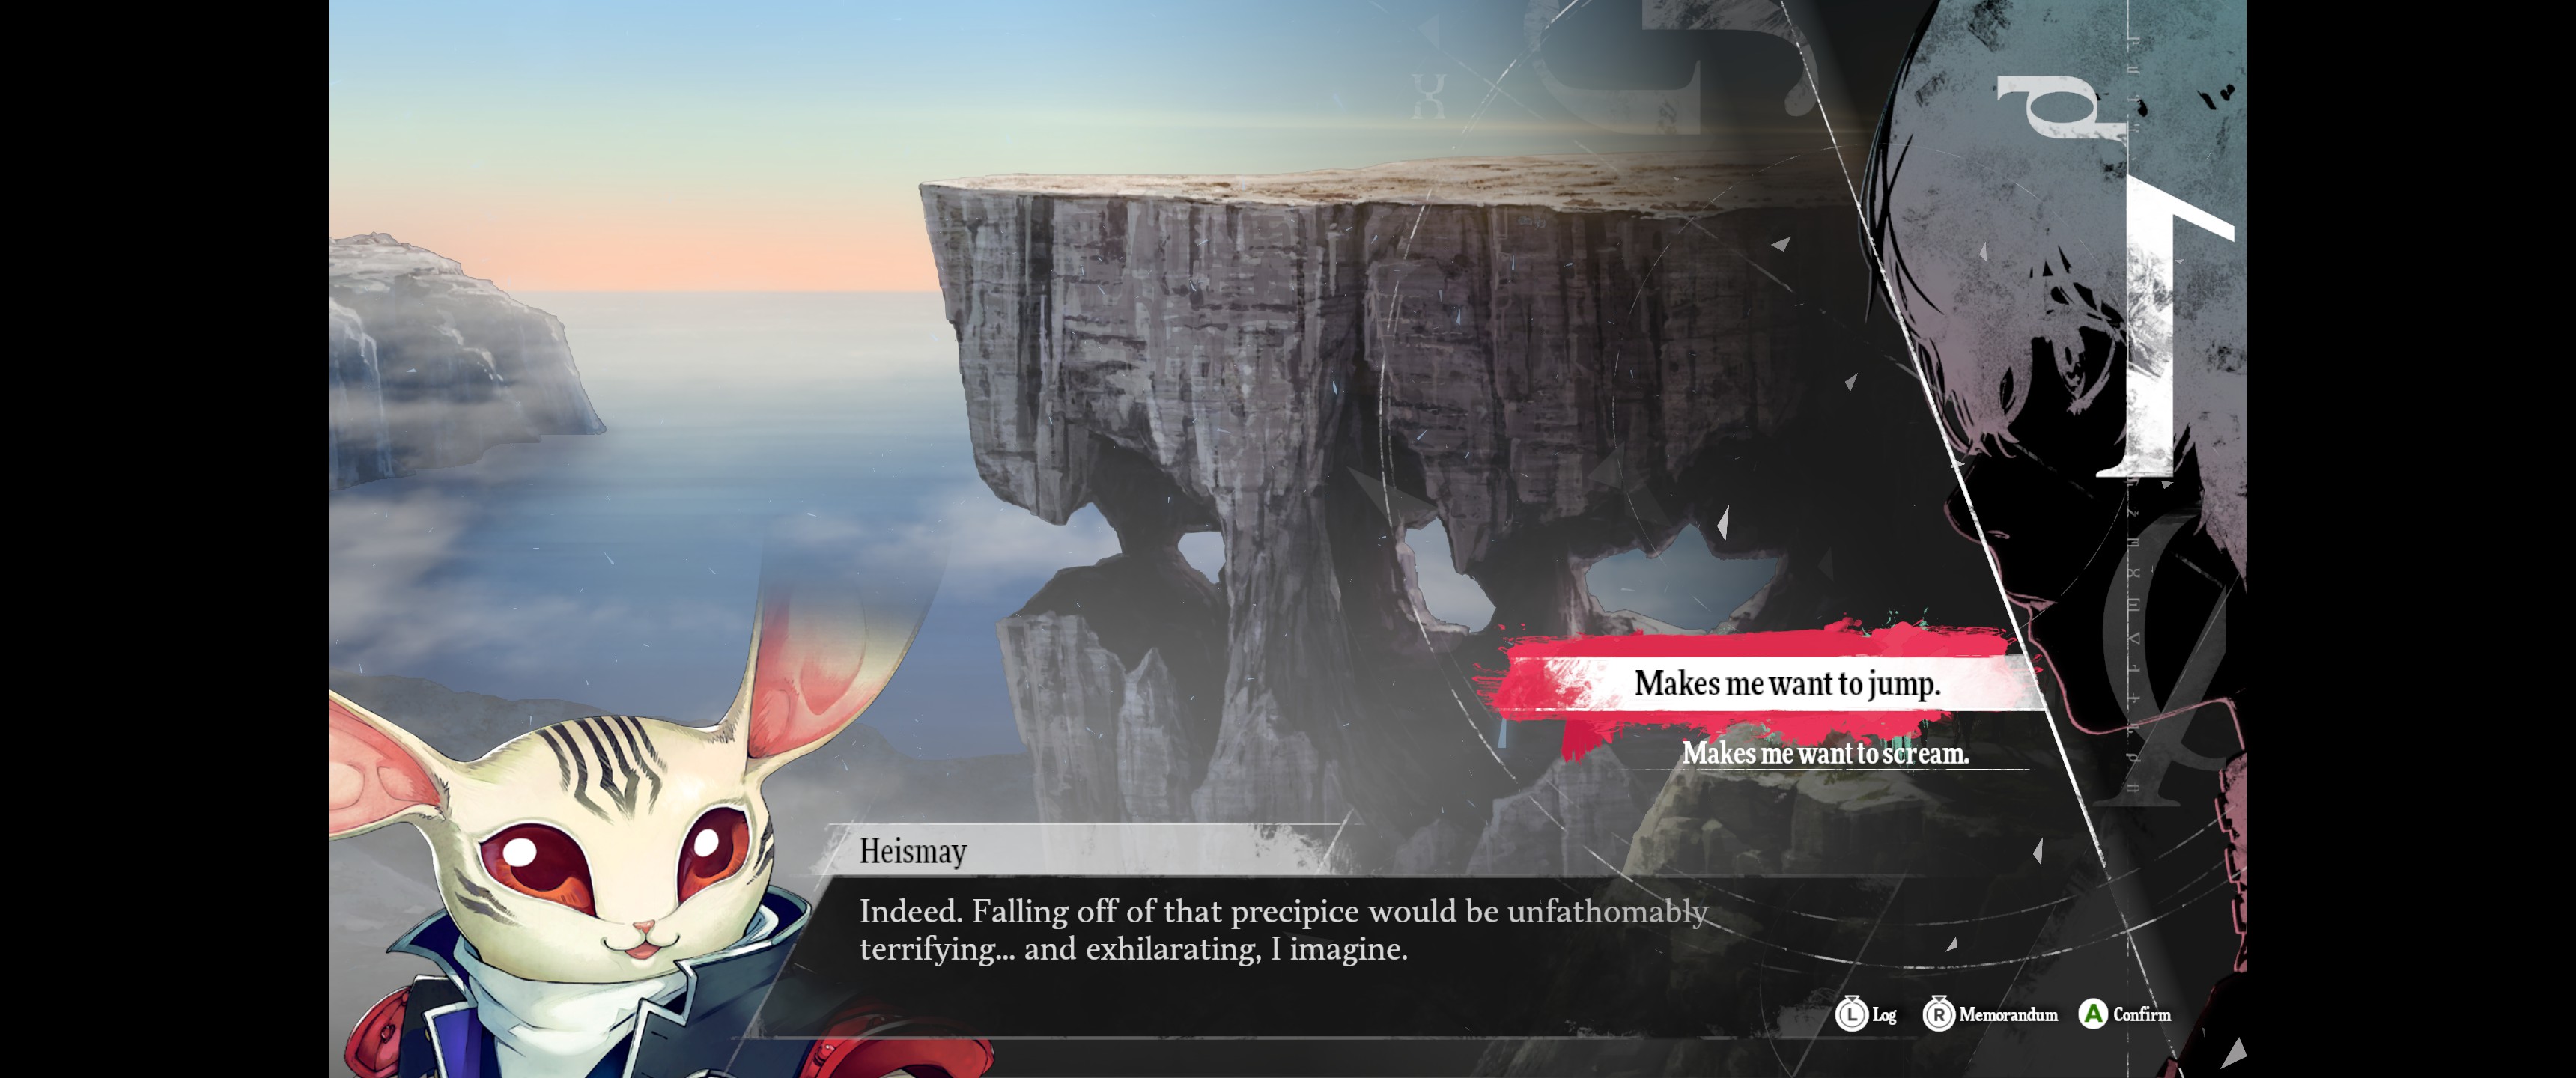 Makes me want to jump.
Makes me want to scream.
Heismay
Indeed. Falling off of that precipice would be unfathomably
terrifying... and exhilarating, I imagine.
L Log R Memorandum A Confirm